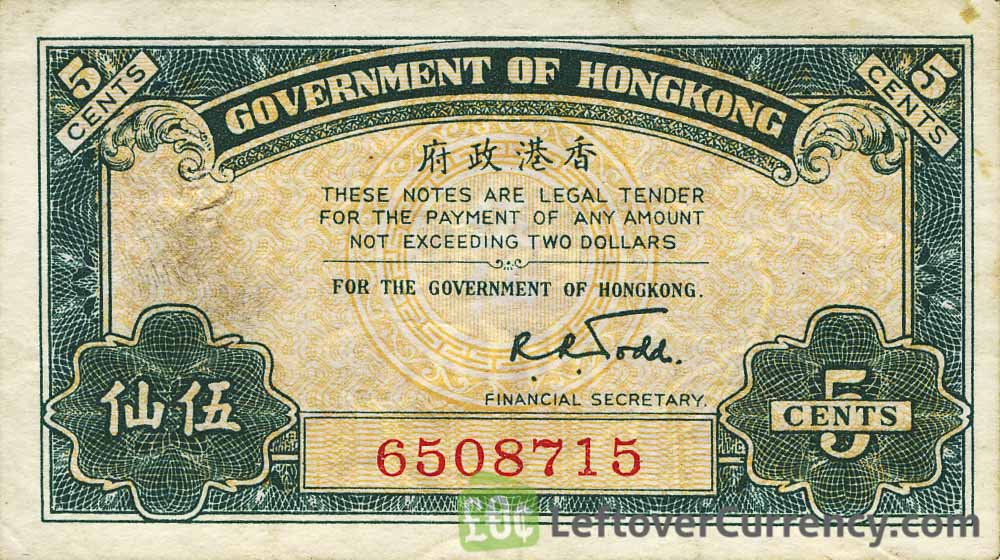 5
CENTS
5
CENTS
GOVERNMENT OF HONGKONG
府政港香
THESE NOTES ARE LEGAL TENDER
FOR THE PAYMENT OF ANY AMOUNT
NOT EXCEEDING TWO DOLLARS
FOR THE GOVERNMENT OF HONGKONG.
R. R. Todd.
FINANCIAL SECRETARY.
仙伍
5
CENTS
6508715
£0¢ LeftoverCurrency.com